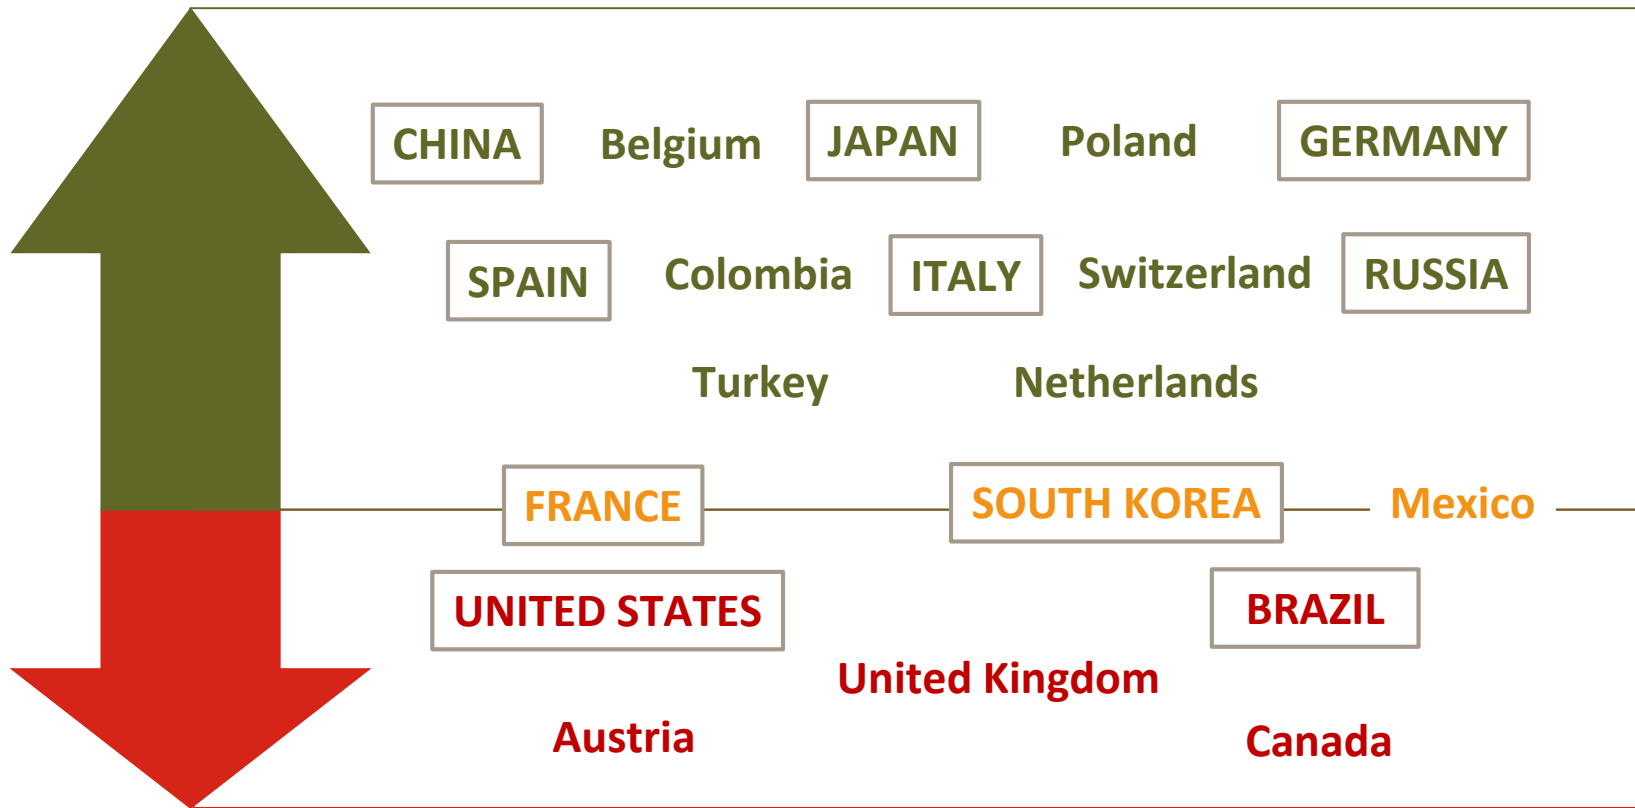 CHINA Belgium JAPAN Poland GERMANY
SPAIN Colombia ITALY Switzerland RUSSIA
Turkey Netherlands
FRANCE SOUTH KOREA Mexico
UNITED STATES BRAZIL
United Kingdom
Austria Canada